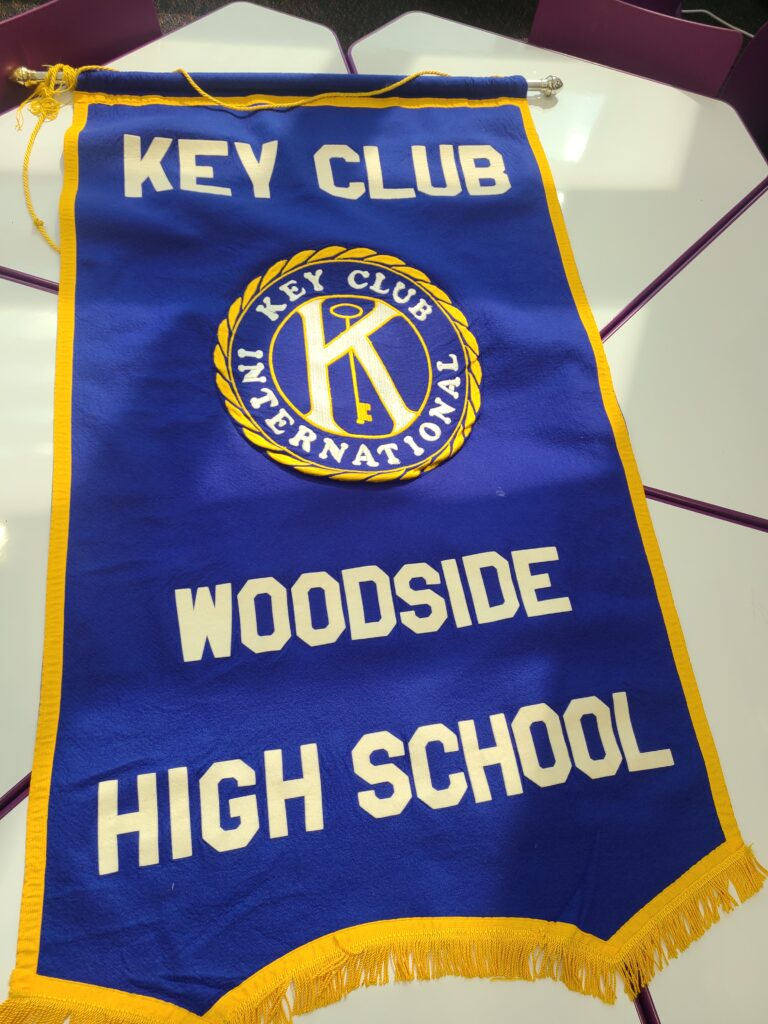 KEY CLUB
KEY CLUB
K
INTERNATIONAL
WOODSIDE
HIGH SCHOOL